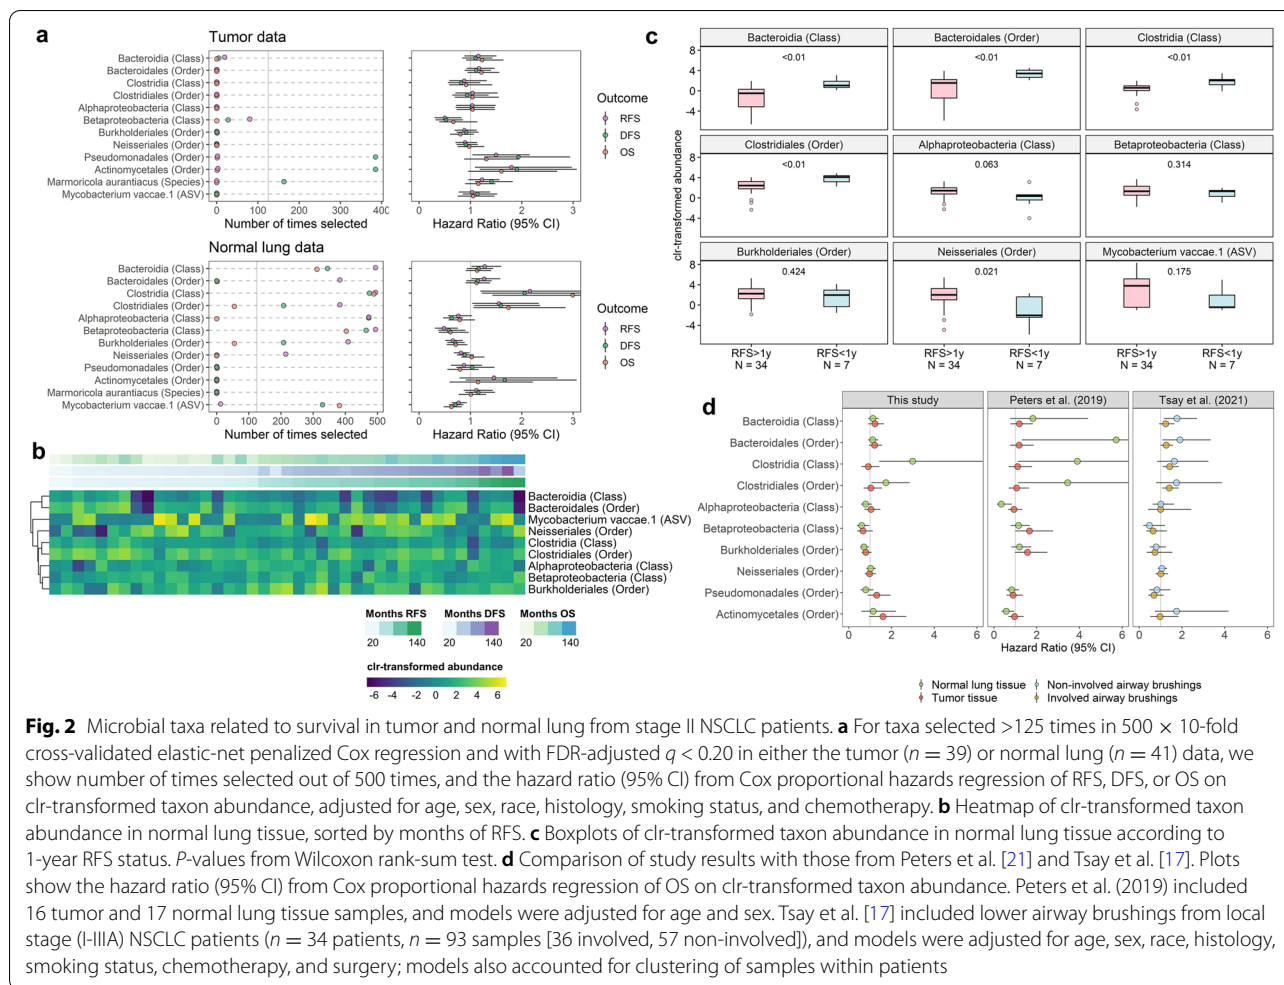 a
Tumor data
Bacteroidia (Class)
Bacteroidales (Order)
Clostridia (Class)
Clostridiales (Order)
Alphaproteobacteria (Class)
Betaproteobacteria (Class)
Burkholderiales (Order)
Neisseriales (Order)
Pseudomonadales (Order)
Actinomycetales (Order)
Marmoricola aurantiacus (Species)
Mycobacterium vaccae.1 (ASV)
0 100 200 300 400
Number of times selected
0 1 2 3
Hazard Ratio (95% CI)
Outcome
RFS
DFS
OS
Normal lung data
Bacteroidia (Class)
Bacteroidales (Order)
Clostridia (Class)
Clostridiales (Order)
Alphaproteobacteria (Class)
Betaproteobacteria (Class)
Burkholderiales (Order)
Neisseriales (Order)
Pseudomonadales (Order)
Actinomycetales (Order)
Marmoricola aurantiacus (Species)
Mycobacterium vaccae.1 (ASV)
0 100 200 300 400 500
Number of times selected
0 1 2 3
Hazard Ratio (95% CI)
Outcome
RFS
DFS
OS
b
Bacteroidia (Class)
Bacteroidales (Order)
Mycobacterium vaccae.1 (ASV)
Neisseriales (Order)
Clostridia (Class)
Clostridiales (Order)
Alphaproteobacteria (Class)
Betaproteobacteria (Class)
Burkholderiales (Order)
Months RFS Months DFS Months OS
20 140 20 140 20 140
clr-transformed abundance
-6 -4 -2 0 2 4 6
c
clr-transformed abundance
Bacteroidia (Class) Bacteroidales (Order) Clostridia (Class)
<0.01 <0.01 <0.01
8
4
0
-4
Clostridiales (Order) Alphaproteobacteria (Class) Betaproteobacteria (Class)
<0.01 0.063 0.314
8
4
0
-4
Burkholderiales (Order) Neisseriales (Order) Mycobacterium vaccae.1 (ASV)
0.424 0.021 0.175
8
4
0
-4
RFS>1y RFS<1y RFS>1y RFS<1y RFS>1y RFS<1y
N = 34 N = 7 N = 34 N = 7 N = 34 N = 7
d
This study Peters et al. (2019) Tsay et al. (2021)
Bacteroidia (Class)
Bacteroidales (Order)
Clostridia (Class)
Clostridiales (Order)
Alphaproteobacteria (Class)
Betaproteobacteria (Class)
Burkholderiales (Order)
Neisseriales (Order)
Pseudomonadales (Order)
Actinomycetales (Order)
0 2 4 6 0 2 4 6 0 2 4 6
Hazard Ratio (95% CI)
Normal lung tissue Non-involved airway brushings
Tumor tissue Involved airway brushings
Fig. 2 Microbial taxa related to survival in tumor and normal lung from stage II NSCLC patients. a For taxa selected >125 times in 500 × 10-fold
cross-validated elastic-net penalized Cox regression and with FDR-adjusted q < 0.20 in either the tumor (n = 39) or normal lung (n = 41) data, we
show number of times selected out of 500 times, and the hazard ratio (95% CI) from Cox proportional hazards regression of RFS, DFS, or OS on
clr-transformed taxon abundance, adjusted for age, sex, race, histology, smoking status, and chemotherapy. b Heatmap of clr-transformed taxon
abundance in normal lung tissue, sorted by months of RFS. c Boxplots of clr-transformed taxon abundance in normal lung tissue according to
1-year RFS status. P-values from Wilcoxon rank-sum test. d Comparison of study results with those from Peters et al. [21] and Tsay et al. [17]. Plots
show the hazard ratio (95% CI) from Cox proportional hazards regression of OS on clr-transformed taxon abundance. Peters et al. (2019) included
16 tumor and 17 normal lung tissue samples, and models were adjusted for age and sex. Tsay et al. [17] included lower airway brushings from local
stage (I-IIIA) NSCLC patients (n = 34 patients, n = 93 samples [36 involved, 57 non-involved]), and models were adjusted for age, sex, race, histology,
smoking status, chemotherapy, and surgery; models also accounted for clustering of samples within patients